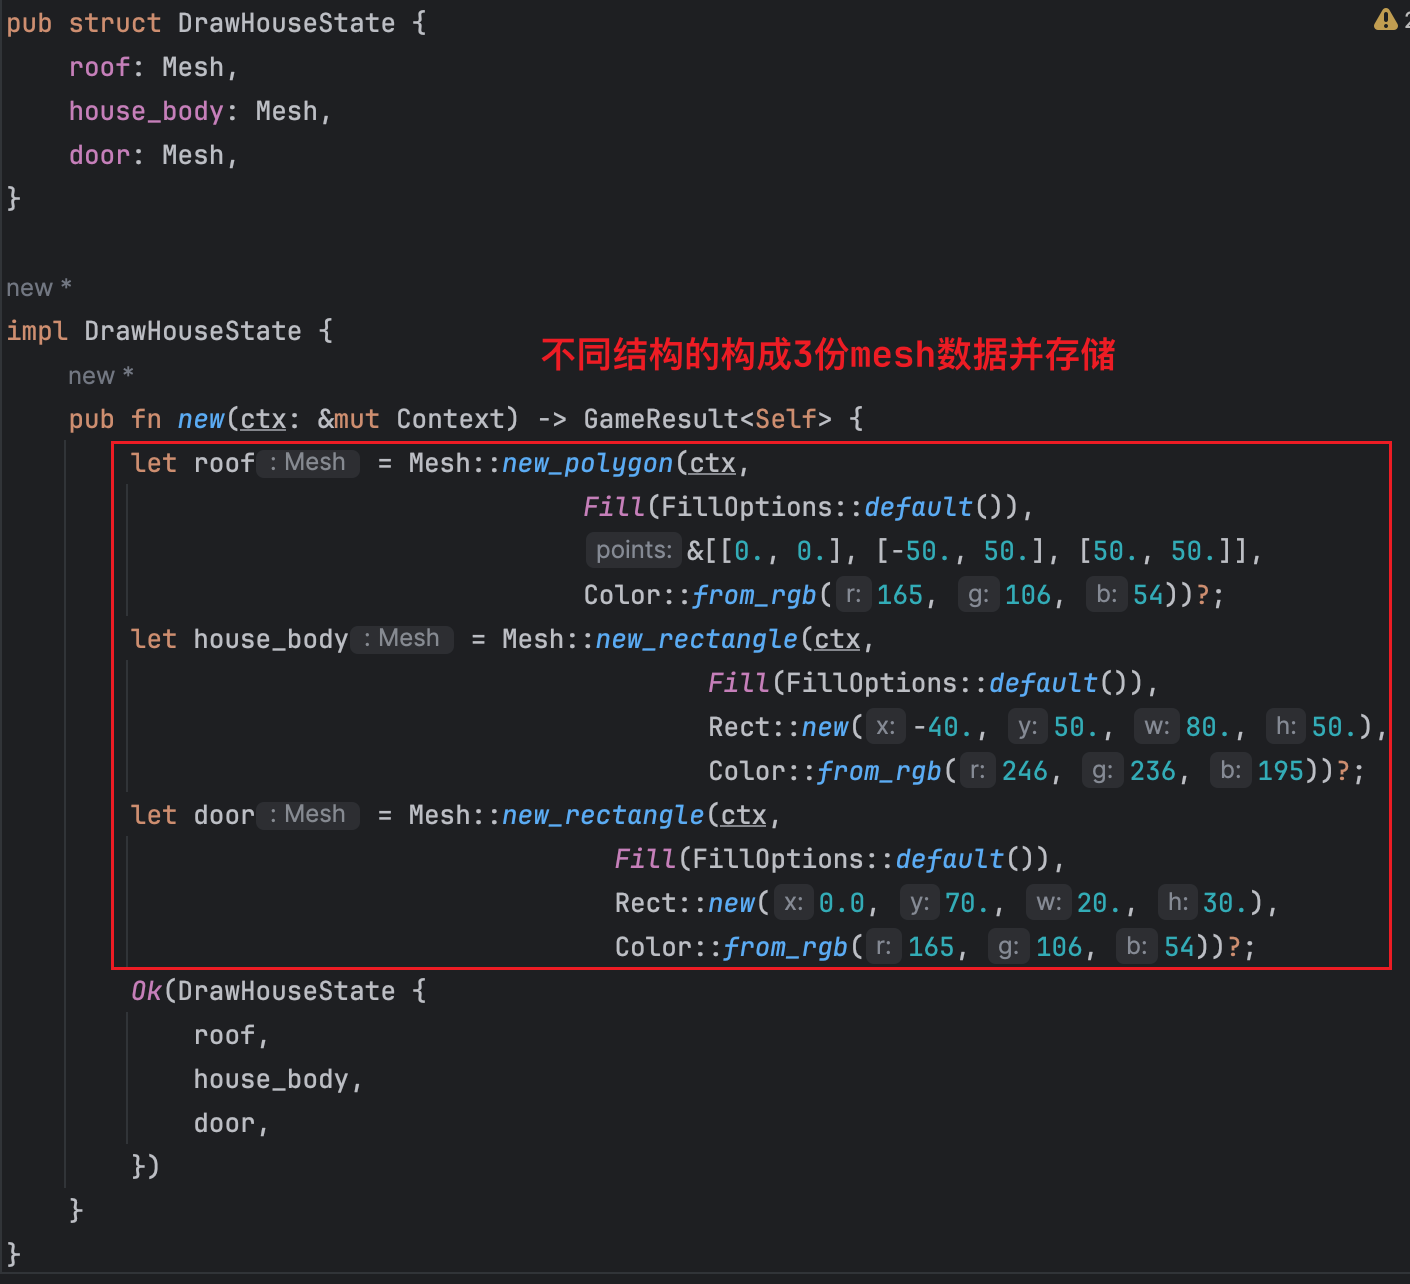 pub struct DrawHouseState {
    roof: Mesh,
    house_body: Mesh,
    door: Mesh,
}
new *
impl DrawHouseState {
不同结构的构成3份mesh数据并存储
    new *
    pub fn new(ctx: &mut Context) -> GameResult<Self> {
        let roof : Mesh = Mesh::new_polygon(ctx,
                                     Fill(FillOptions::default()),
                                     points: &[[0., 0.], [-50., 50.], [50., 50.]],
                                     Color::from_rgb( r: 165, g: 106, b: 54))?;
        let house_body : Mesh = Mesh::new_rectangle(ctx,
                                             Fill(FillOptions::default()),
                                             Rect::new( x: -40., y: 50., w: 80., h: 50.),
                                             Color::from_rgb( r: 246, g: 236, b: 195))?;
        let door : Mesh = Mesh::new_rectangle(ctx,
                                       Fill(FillOptions::default()),
                                       Rect::new( x: 0.0, y: 70., w: 20., h: 30.),
                                       Color::from_rgb( r: 165, g: 106, b: 54))?;
        Ok(DrawHouseState {
            roof,
            house_body,
            door,
        })
    }
}